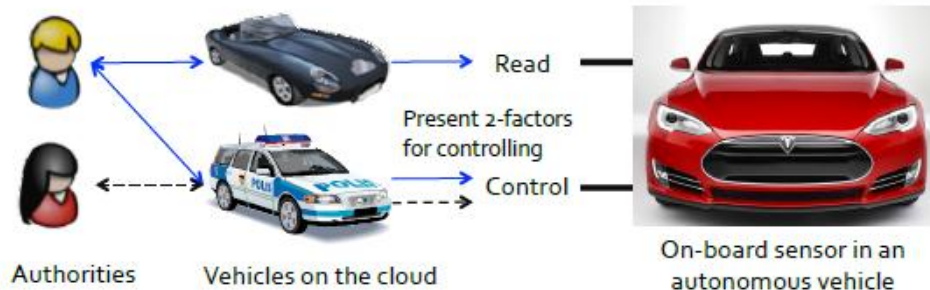 Read
Present 2-factors
for controlling
Control
POLIS
POLIS
Authorities
Vehicles on the cloud
On-board sensor in an
autonomous vehicle